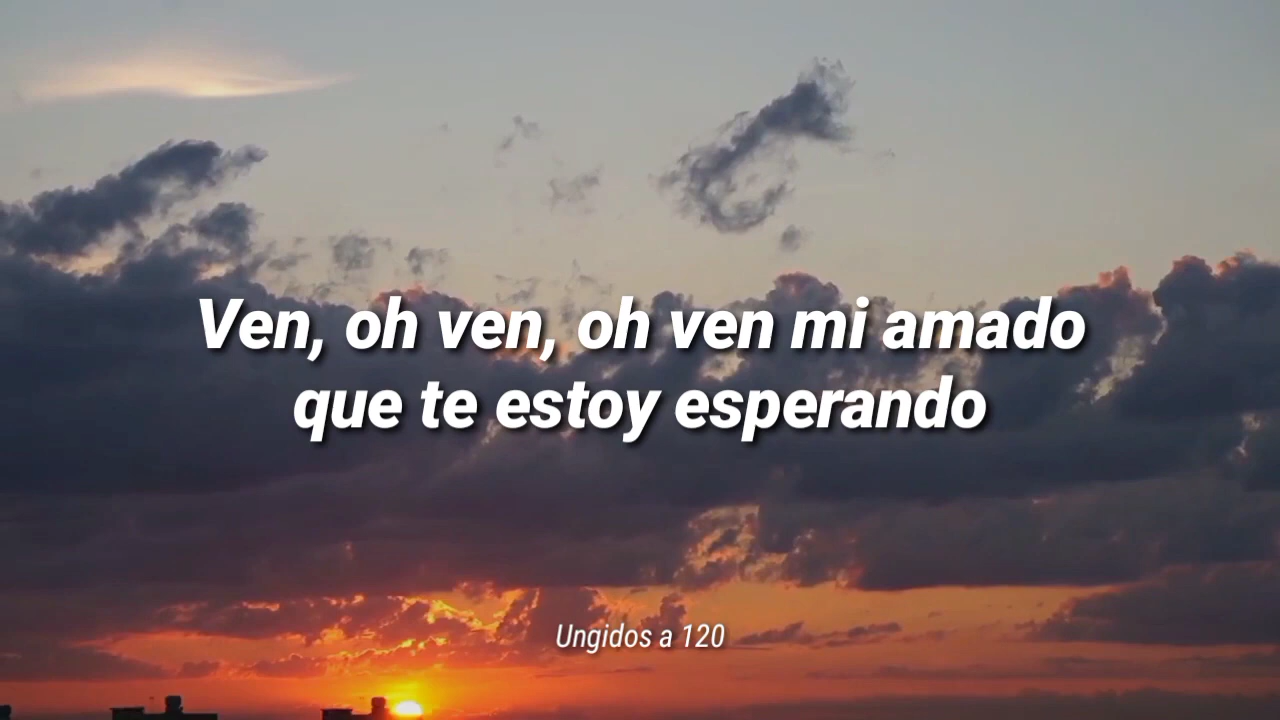 Ven, oh ven, oh ven mi amado
que te estoy esperando
Ungidos a 120